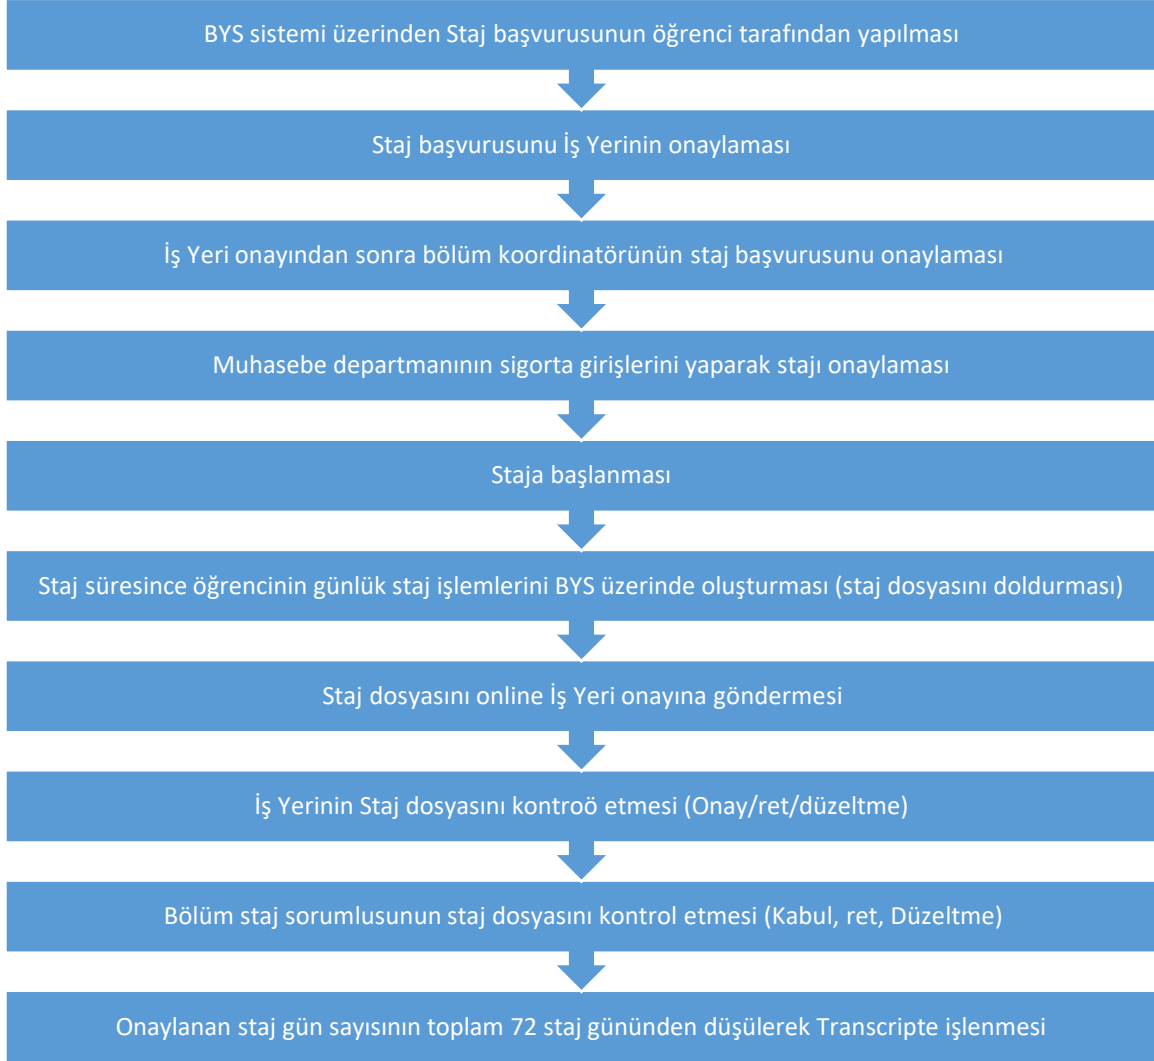 BYS sistemi üzerinden Staj başvurusunun öğrenci tarafından yapılması
Staj başvurusunu İş Yerinin onaylaması
İş Yeri onayından sonra bölüm koordinatörünün staj başvurusunu onaylaması
Muhasebe departmanının sigorta girişlerini yaparak stajı onaylaması
Staja başlanması
Staj süresince öğrencinin günlük staj işlemlerini BYS üzerinde oluşturması (staj dosyasını doldurması)
Staj dosyasını online İş Yeri onayına göndermesi
İş Yerinin Staj dosyasını kontroö etmesi (Onay/ret/düzeltme)
Bölüm staj sorumlusunun staj dosyasını kontrol etmesi (Kabul, ret, Düzeltme)
Onaylanan staj gün sayısının toplam 72 staj gününden düşülerek Transcripte işlenmesi